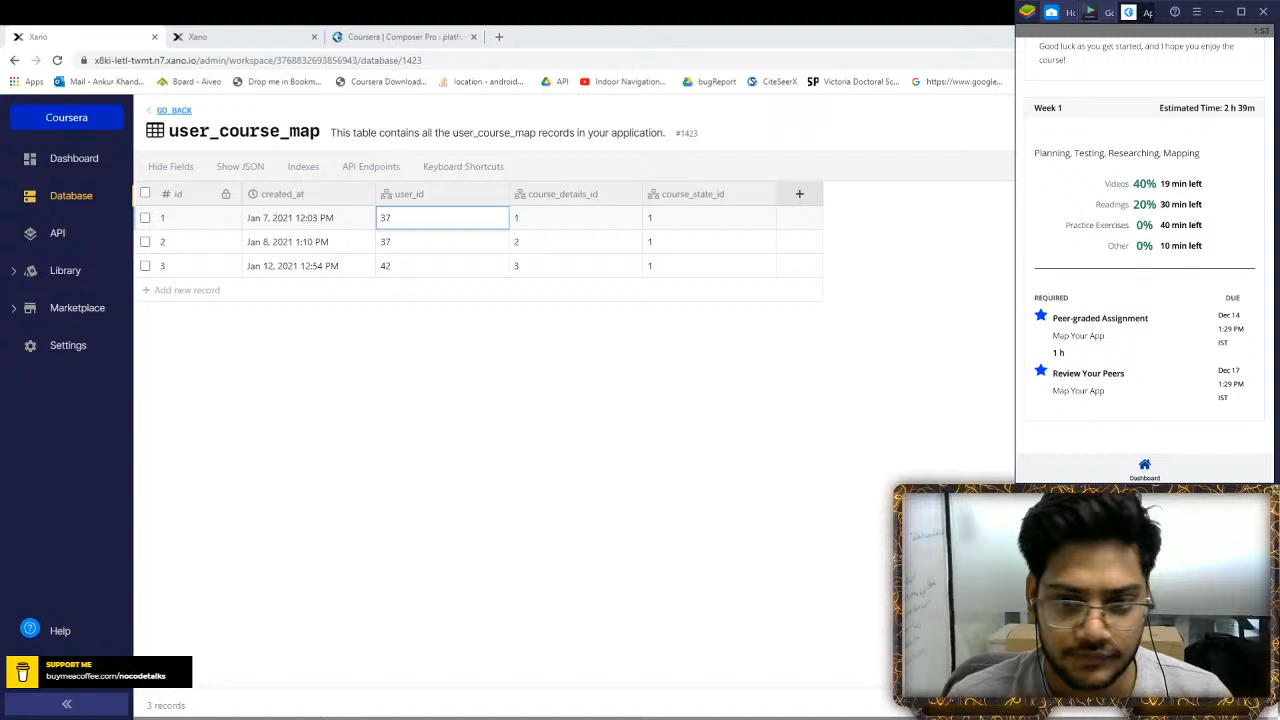 Xano
Xano
Coursera | Composer Pro : platf
x8ki-letl-twmt.n7.xano.io/admin/workspace/3768832693856943/database/1423
Apps
Mail - Ankur Khand...
Board - Aiveo
Drop me in Bookm...
Coursera Download...
location - android...
API
Indoor Navigation...
bugReport
CiteSeerX
SP
Victoria Doctoral Sc...
https://www.google...
Coursera
Dashboard
Database
API
Library
Marketplace
Settings
Help
SUPPORT ME
buymeacoffee.com/nocodetalks
GO BACK
user_course_map This table contains all the user_course_map records in your application. #1423
Hide Fields Show JSON Indexes API Endpoints Keyboard Shortcuts
# id created_at user_id course_details_id course_state_id +
1 Jan 7, 2021 12:03 PM 37 1 1
2 Jan 8, 2021 1:10 PM 37 2 1
3 Jan 12, 2021 12:54 PM 42 3 1
+ Add new record
3 records
1:53
Good luck as you get started, and I hope you enjoy the
course!
Week 1 Estimated Time: 2 h 39m
Planning, Testing, Researching, Mapping
Videos 40% 19 min left
Readings 20% 30 min left
Practice Exercises 0% 40 min left
Other 0% 10 min left
REQUIRED DUE
Peer-graded Assignment
Map Your App
1 h
Dec 14
1:29 PM
IST
Review Your Peers
Map Your App
Dec 17
1:29 PM
IST
Dashboard